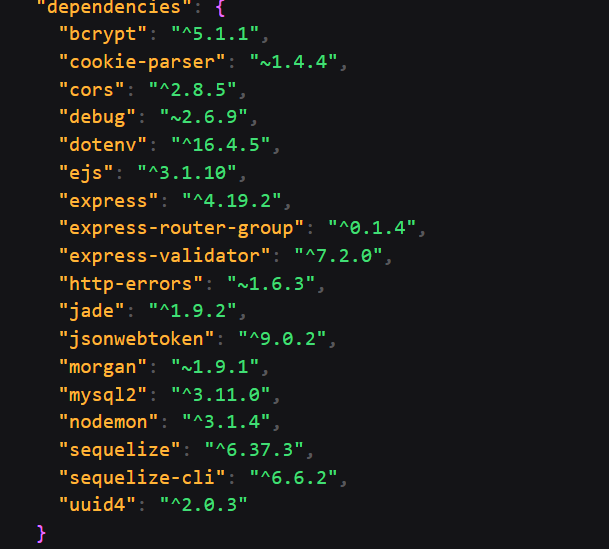 "dependencies": {
"bcrypt": "^5.1.1",
"cookie-parser": "~1.4.4",
"cors": "^2.8.5",
"debug": "~2.6.9",
"dotenv": "^16.4.5",
"ejs": "^3.1.10",
"express": "^4.19.2",
"express-router-group": "^0.1.4",
"express-validator": "^7.2.0",
"http-errors": "~1.6.3",
"jade": "^1.9.2",
"jsonwebtoken": "^9.0.2",
"morgan": "~1.9.1",
"mysql2": "^3.11.0",
"nodemon": "^3.1.4",
"sequelize": "^6.37.3",
"sequelize-cli": "^6.6.2",
"uuid4": "^2.0.3"
}